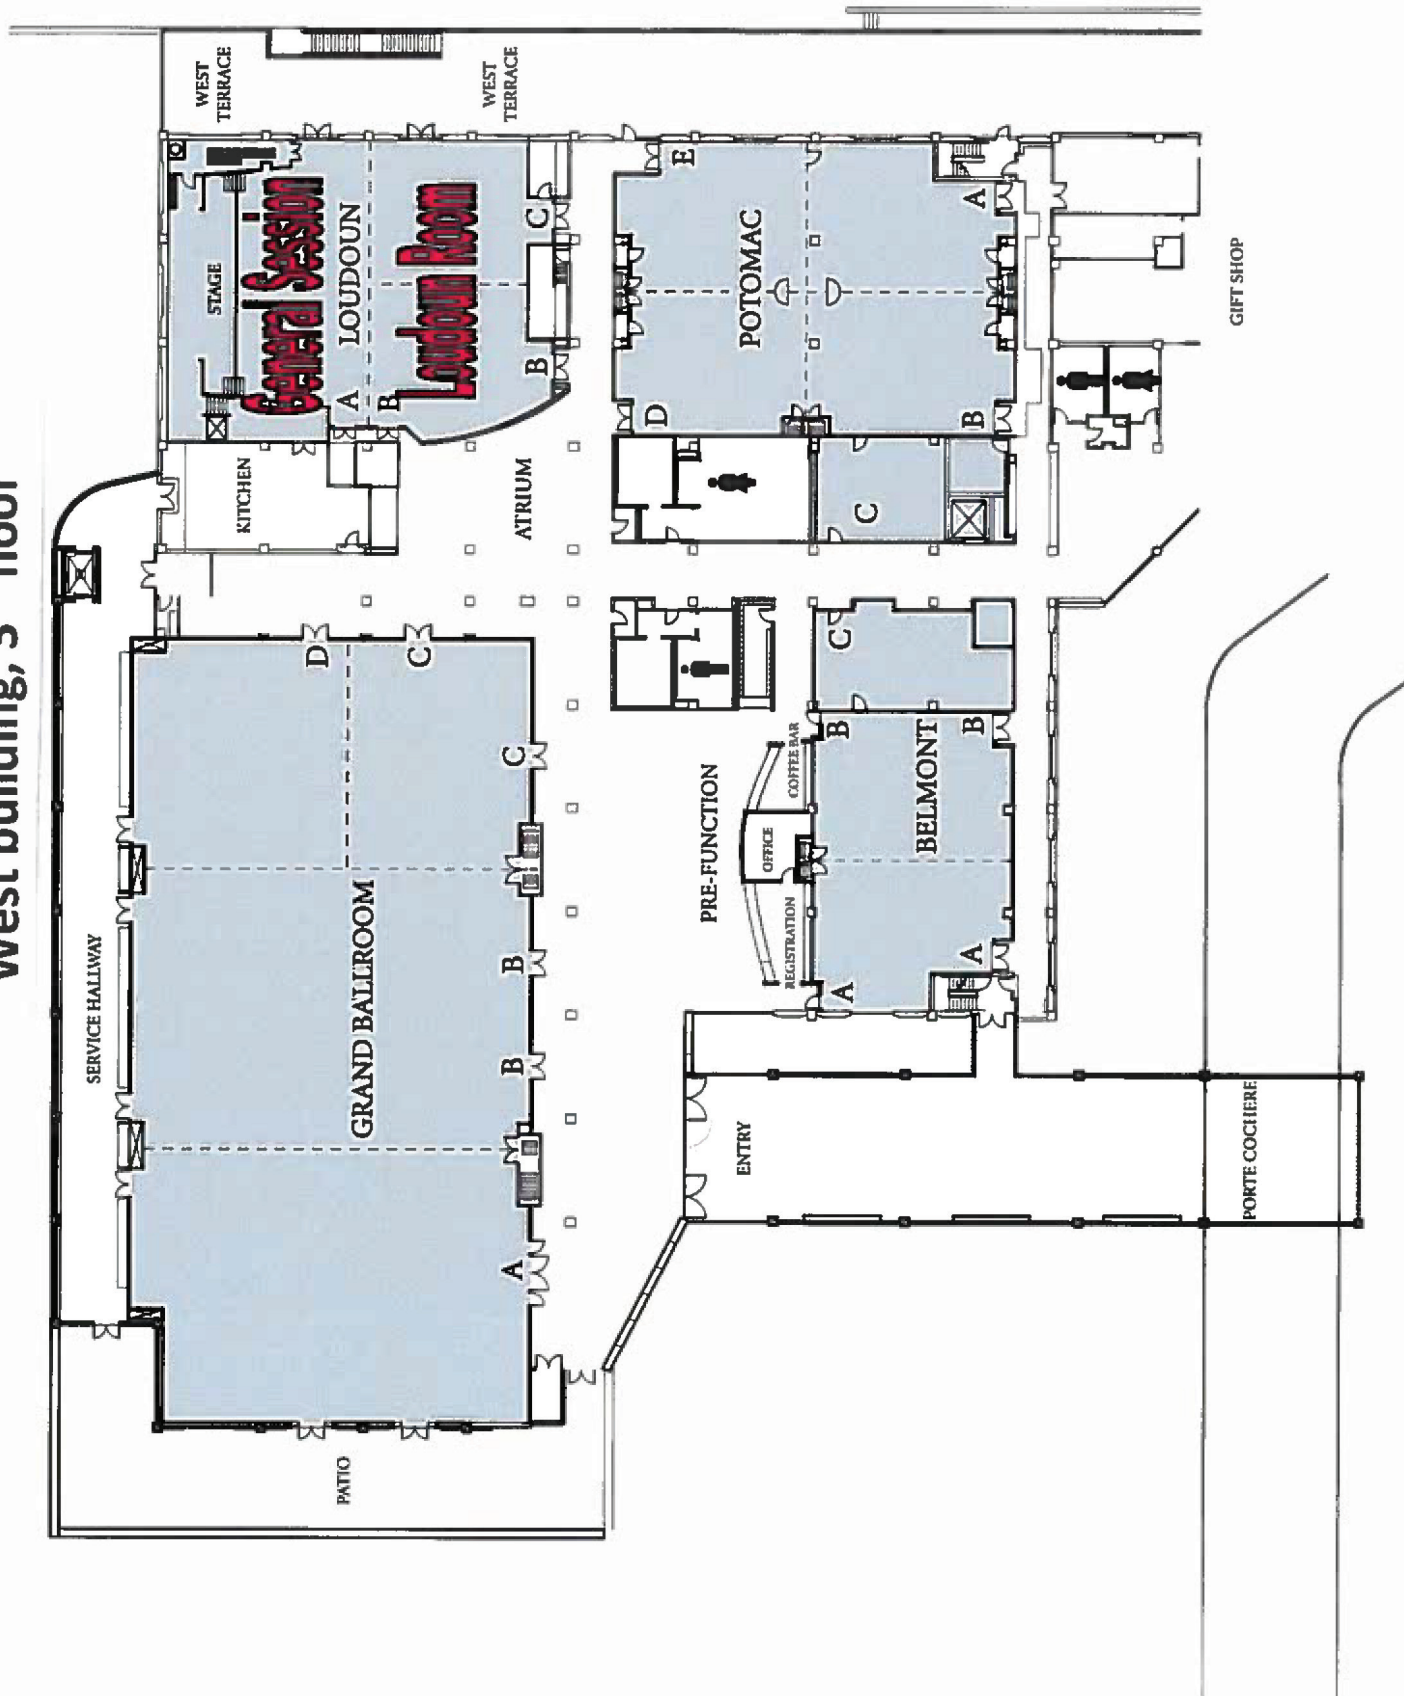 West building, 3rd floor
SERVICE HALLWAY
PATIO
GRAND BALLROOM
A
B
B
C
C
D
KITCHEN
ATRIUM
WEST
TERRACE
WEST
TERRACE
STAGE
General Session
LOUDOUN
Loudoun Room
A
B
B
C
PRE-FUNCTION
REGISTRATION
OFFICE
COFFEE BAR
ENTRY
PORTE COCHERE
BELMONT
A
A
B
B
C
POTOMAC
A
B
C
D
E
GIFT SHOP